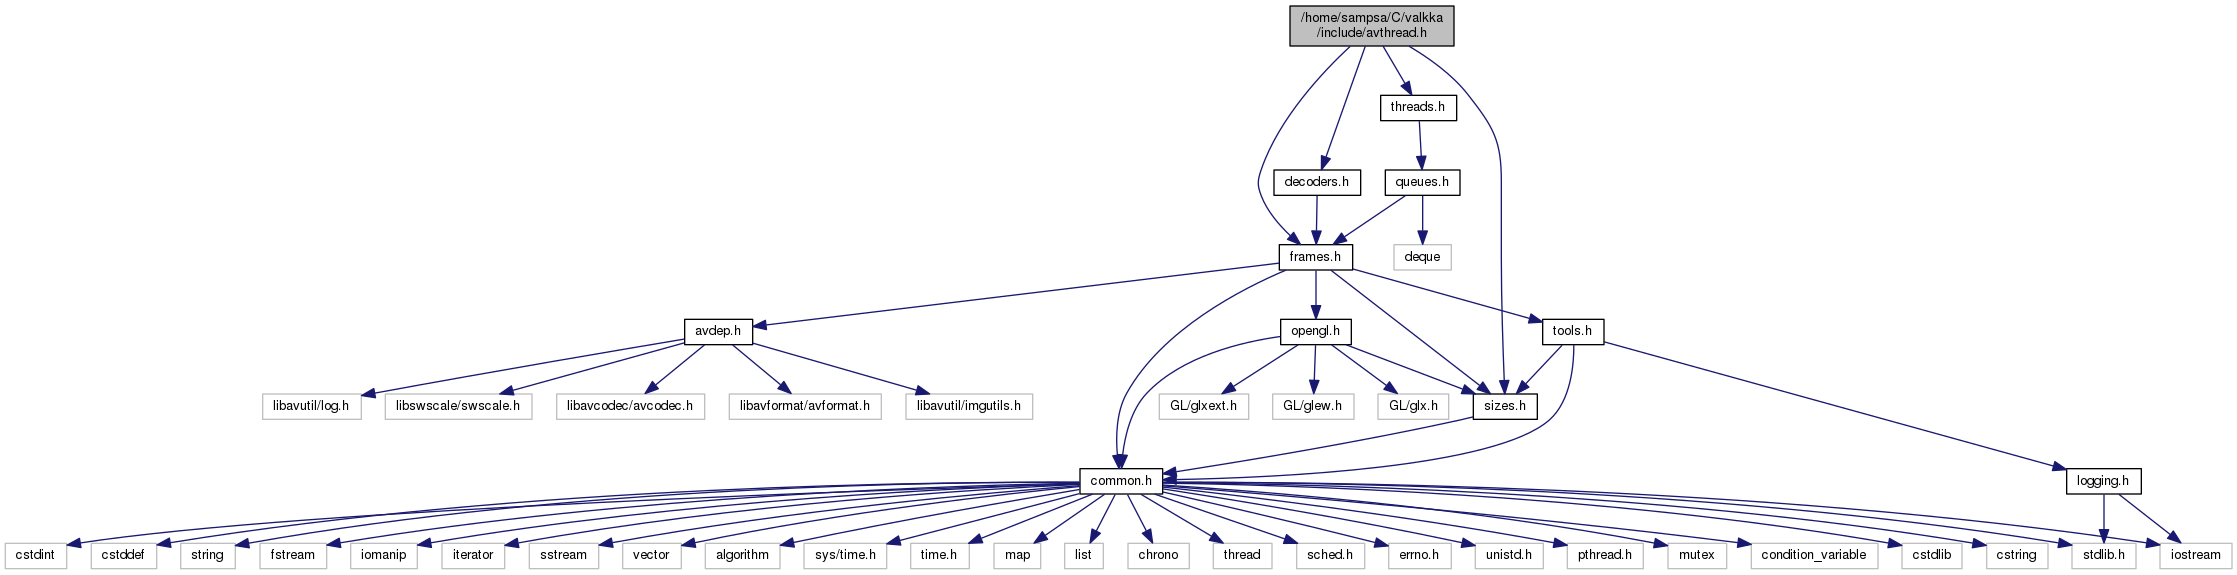 /home/sampsa/C/valkka
/include/avthread.h
threads.h
decoders.h
queues.h
frames.h
deque
avdep.h
opengl.h
tools.h
libavutil/log.h
libswscale/swscale.h
libavcodec/avcodec.h
libavformat/avformat.h
libavutil/imgutils.h
GL/glxext.h
GL/glew.h
GL/glx.h
sizes.h
common.h
logging.h
cstdint
cstddef
string
fstream
iomanip
iterator
sstream
vector
algorithm
sys/time.h
time.h
map
list
chrono
thread
sched.h
errno.h
unistd.h
pthread.h
mutex
condition_variable
cstdlib
cstring
stdlib.h
iostream